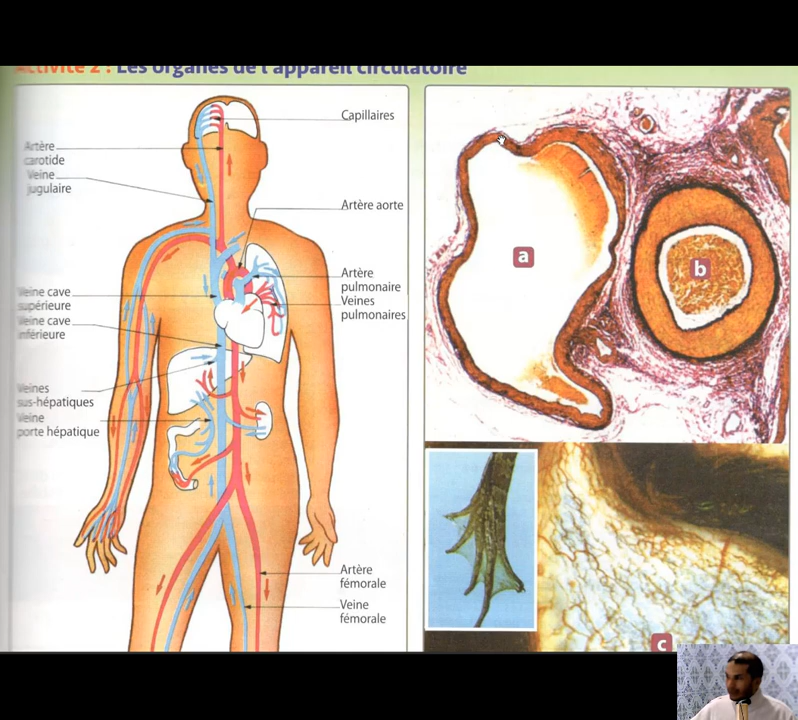 Activité 2 : Les organes de l'appareil circulatoire
Capillaires
Artère
carotide
Veine
jugulaire
Artère aorte
Artère
pulmonaire
Veines
pulmonaires
Veine cave
supérieure
Veine cave
inférieure
Veines
sus-hépatiques
Veine
porte hépatique
Artère
fémorale
Veine
fémorale
a
b
c